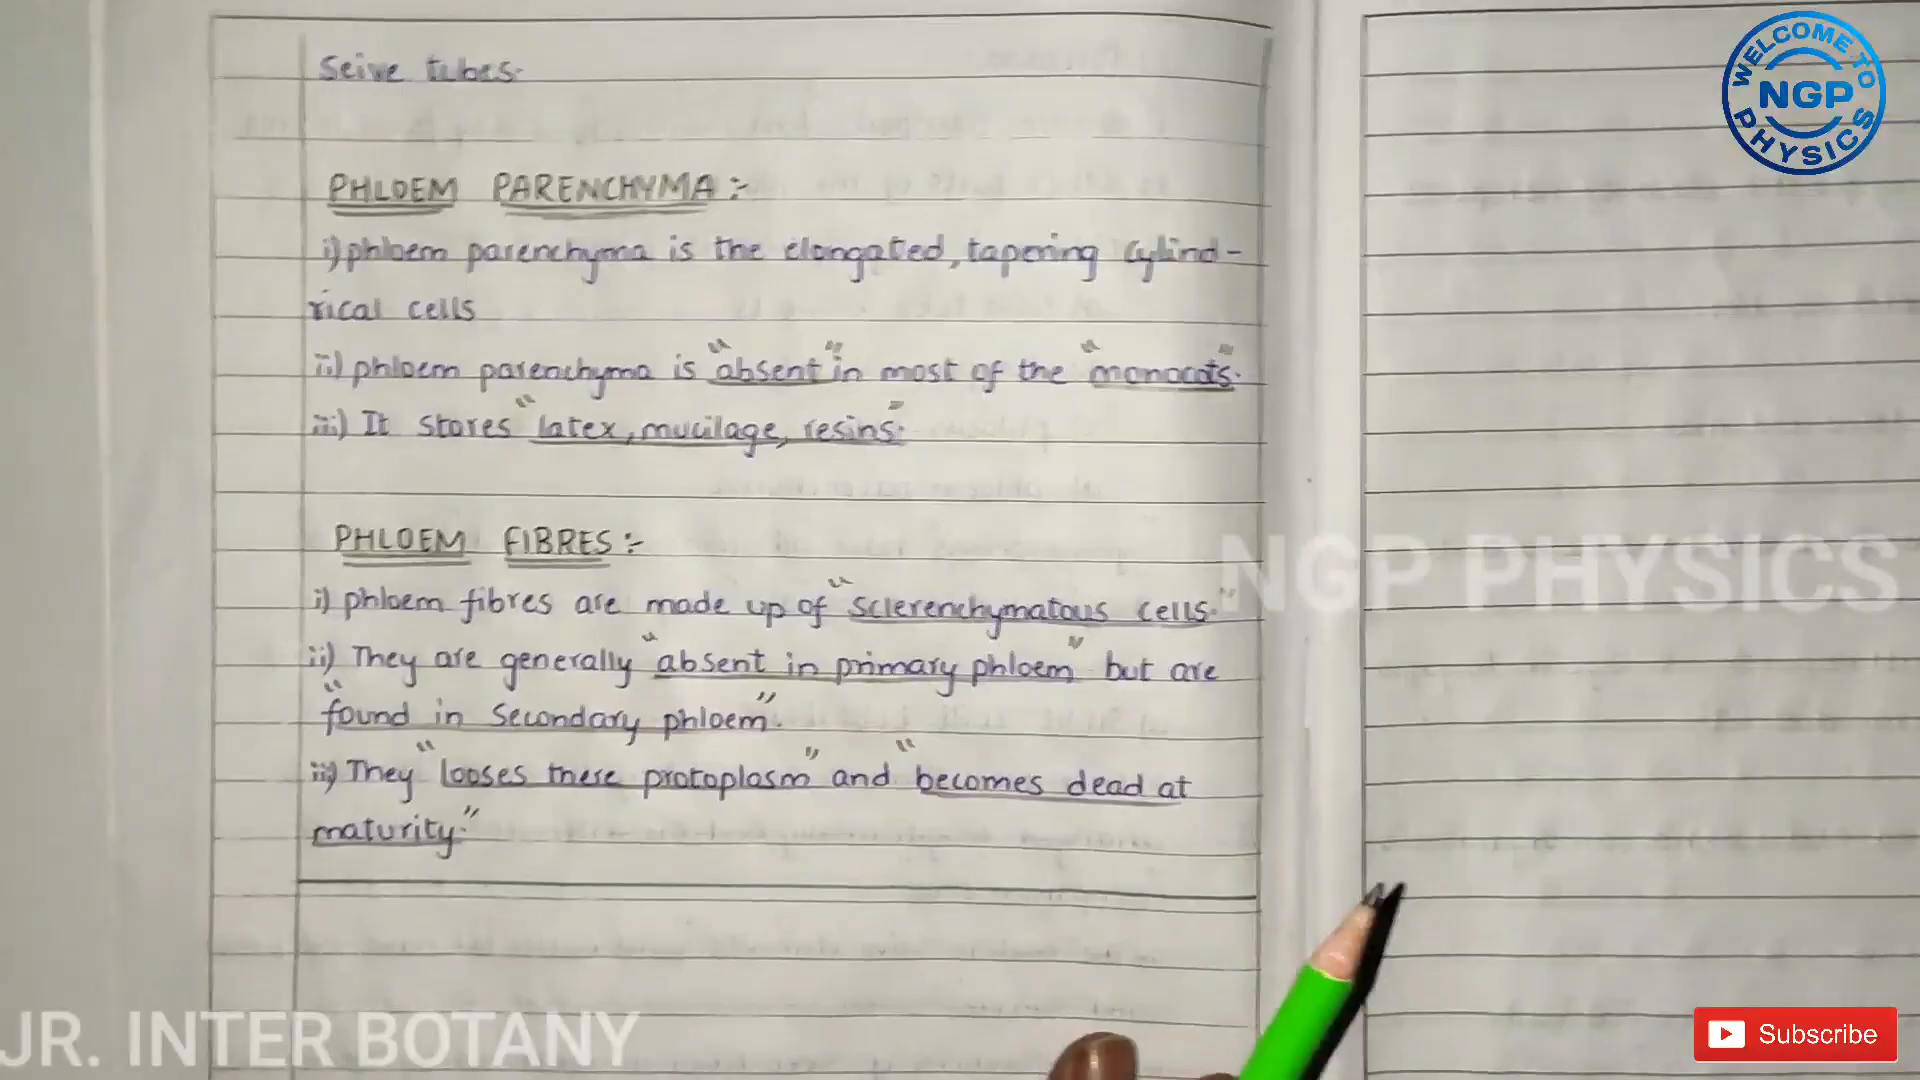 Seive tubes.
PHLOEM PARENCHYMA :-
i) phloem parenchyma is the elongated, tapering cylind-
rical cells
ii) phloem parenchyma is "absent" in most of the "monocots".
iii) It stores "latex, mucilage, resins".
PHLOEM FIBRES :-
i) phloem fibres are made up of "sclerenchymatous cells."
ii) They are generally "absent in primary phloem" but are
"found in secondary phloem".
iii) They "looses there protoplasm" and "becomes dead at
maturity."
WELCOME TO
NGP
PHYSICS
NGP PHYSICS
JR. INTER BOTANY
Subscribe